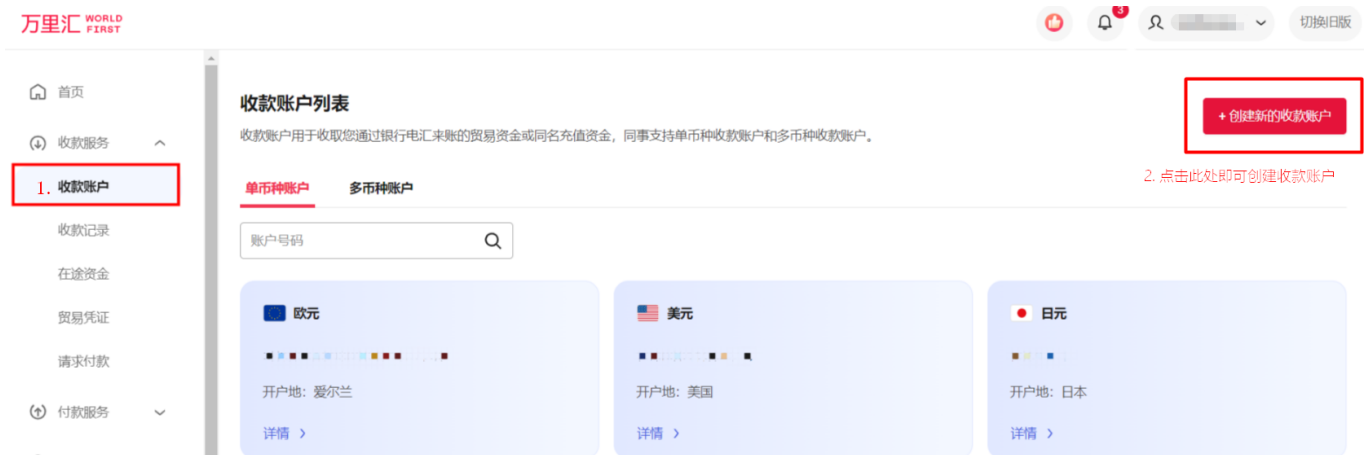 万里汇 WORLD FIRST
3
切换旧版
首页
收款服务
1. 收款账户
收款记录
在途资金
贸易凭证
请求付款
付款服务
收款账户列表
收款账户用于收取您通过银行电汇来账的贸易资金或同名充值资金，同事支持单币种收款账户和多币种收款账户。
+ 创建新的收款账户
2. 点击此处即可创建收款账户
单币种账户 多币种账户
账户号码
欧元
开户地：爱尔兰
详情 >
美元
开户地：美国
详情 >
日元
开户地：日本
详情 >